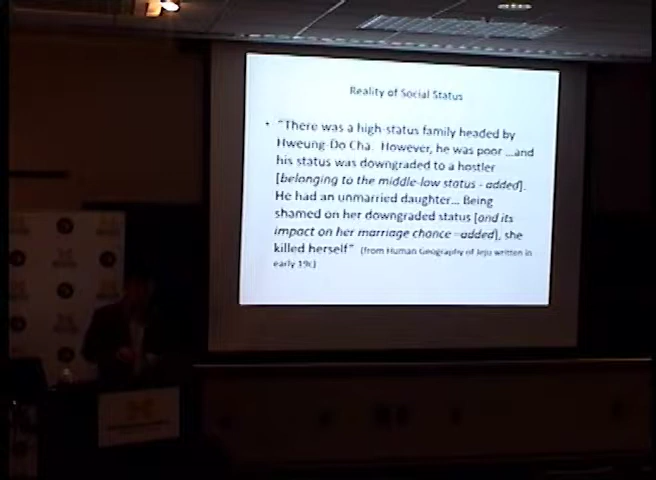 Reality of Social Status
• "There was a high-status family headed by
Hweung-Do Cha. However, he was poor ...and
his status was downgraded to a hostler
[belonging to the middle-low status - added].
He had an unmarried daughter... Being
shamed on her downgraded status [and its
impact on her marriage chance - added], she
killed herself" (from Human Geography of Jeju written in
early 19c)